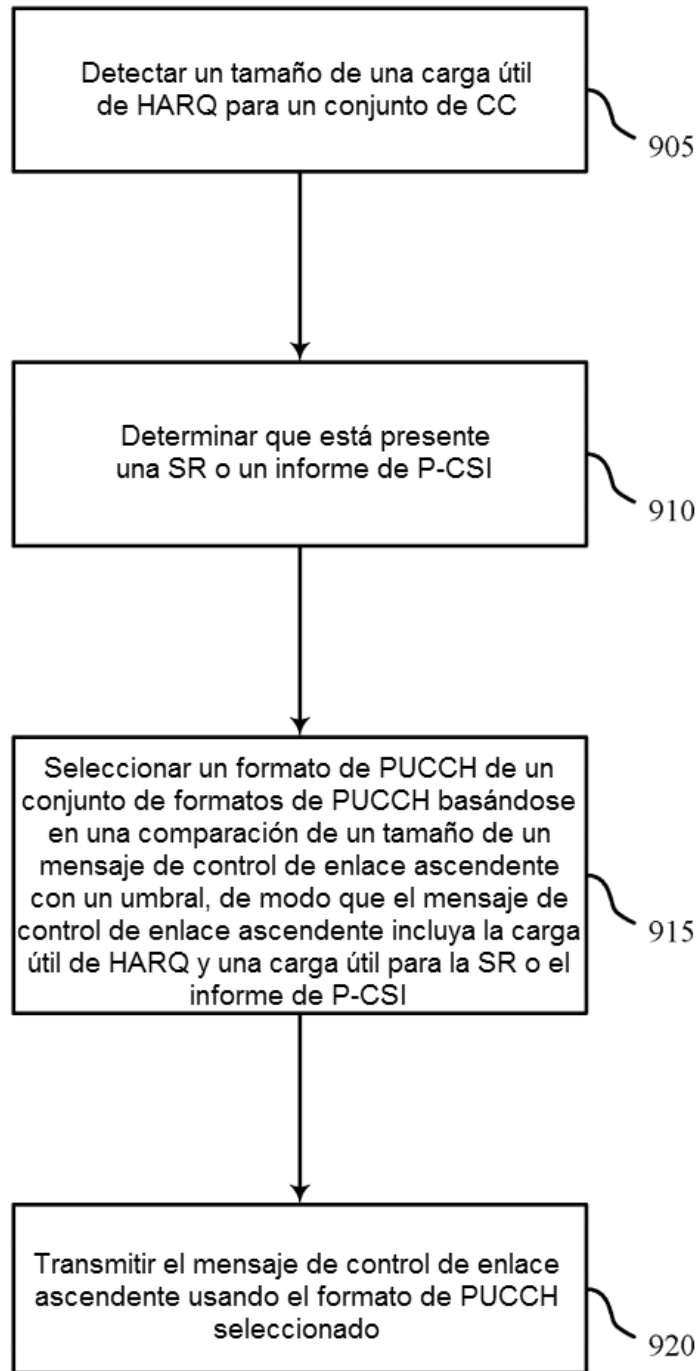 Detectar un tamaño de una carga útil
de HARQ para un conjunto de CC
905
Determinar que está presente
una SR o un informe de P-CSI
910
Seleccionar un formato de PUCCH de un
conjunto de formatos de PUCCH basándose
en una comparación de un tamaño de un
mensaje de control de enlace ascendente
con un umbral, de modo que el mensaje de
control de enlace ascendente incluya la carga
útil de HARQ y una carga útil para la SR o el
informe de P-CSI
915
Transmitir el mensaje de control de enlace
ascendente usando el formato de PUCCH
seleccionado
920